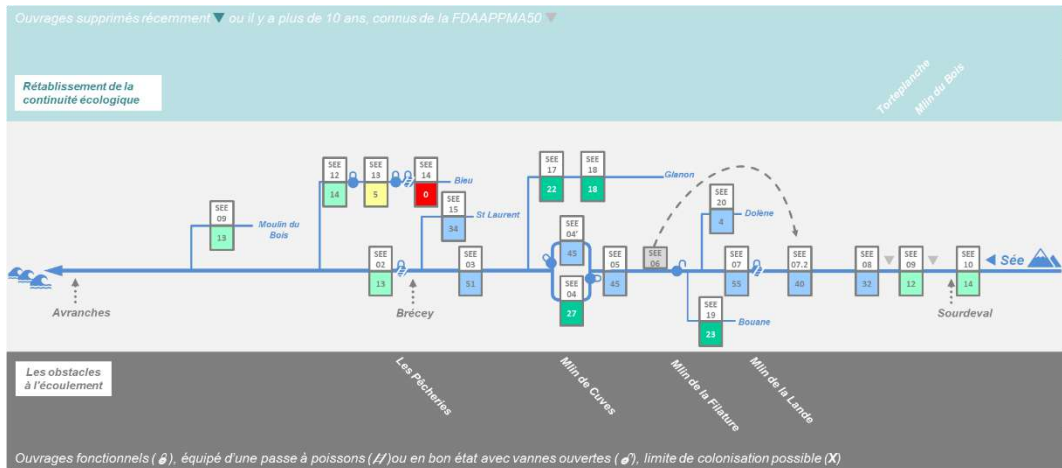 Ouvrages supprimés récemment ou il y a plus de 10 ans, connus de la FDAAPPMA50
Torteplanche
Mlin du Bois
Rétablissement de la
continuité écologique
SEE
12
14
SEE
13
5
SEE
14
0
Bieu
SEE
17
22
SEE
18
18
Glanon
SEE
09
13
Moulin du
Bois
SEE
15
34
St Laurent
SEE
20
4
Dolène
SEE
04'
45
SEE
02
13
SEE
03
51
SEE
04
27
SEE
05
45
SEE
06
SEE
07
55
SEE
07.2
40
SEE
08
32
SEE
09
12
SEE
10
14
Sée
SEE
19
23
Bouane
Avranches
Brécey
Sourdeval
Les obstacles
à l'écoulement
Les Pêcheries
Mlin de Cuves
Mlin de la Filature
Mlin de la Lande
Ouvrages fonctionnels ( ), équipé d'une passe à poissons (//) ou en bon état avec vannes ouvertes ( ), limite de colonisation possible (X)